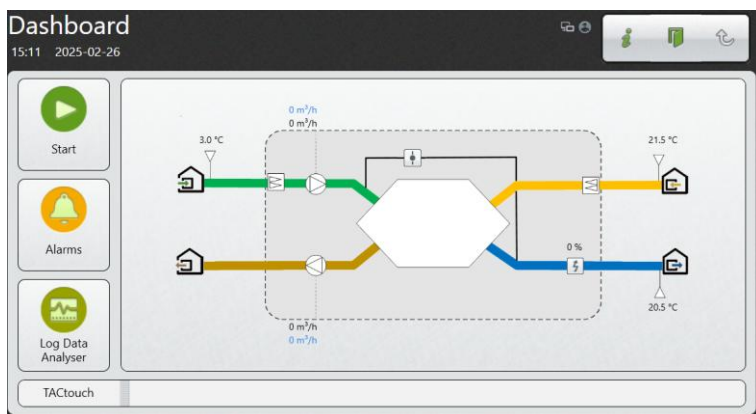 Dashboard
15:11 2025-02-26
Start
Alarms
Log Data
Analyser
0 m³/h
0 m³/h
3.0 °C
21.5 °C
0 %
20.5 °C
0 m³/h
0 m³/h
TACtouch